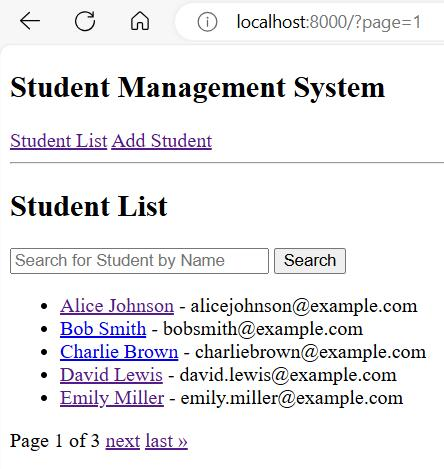 localhost:8000/?page=1
Student Management System
Student List Add Student
Student List
Search for Student by Name Search
Alice Johnson - alicejohnson@example.com
Bob Smith - bobsmith@example.com
Charlie Brown - charliebrown@example.com
David Lewis - david.lewis@example.com
Emily Miller - emily.miller@example.com
Page 1 of 3 next last »